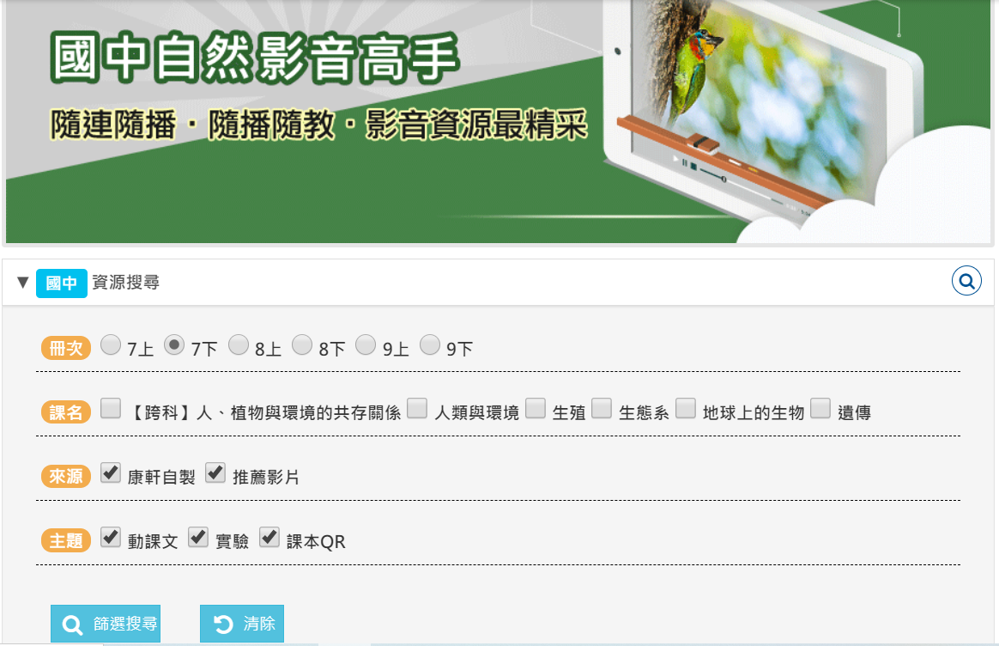 國中自然影音高手
隨連隨播・隨播隨教・影音資源最精采
▼ 國中 資源搜尋
冊次 7上 7下 8上 8下 9上 9下
課名 【跨科】人、植物與環境的共存關係 人類與環境 生殖 生態系 地球上的生物 遺傳
來源 康軒自製 推薦影片
主題 動課文 實驗 課本QR
篩選搜尋 清除